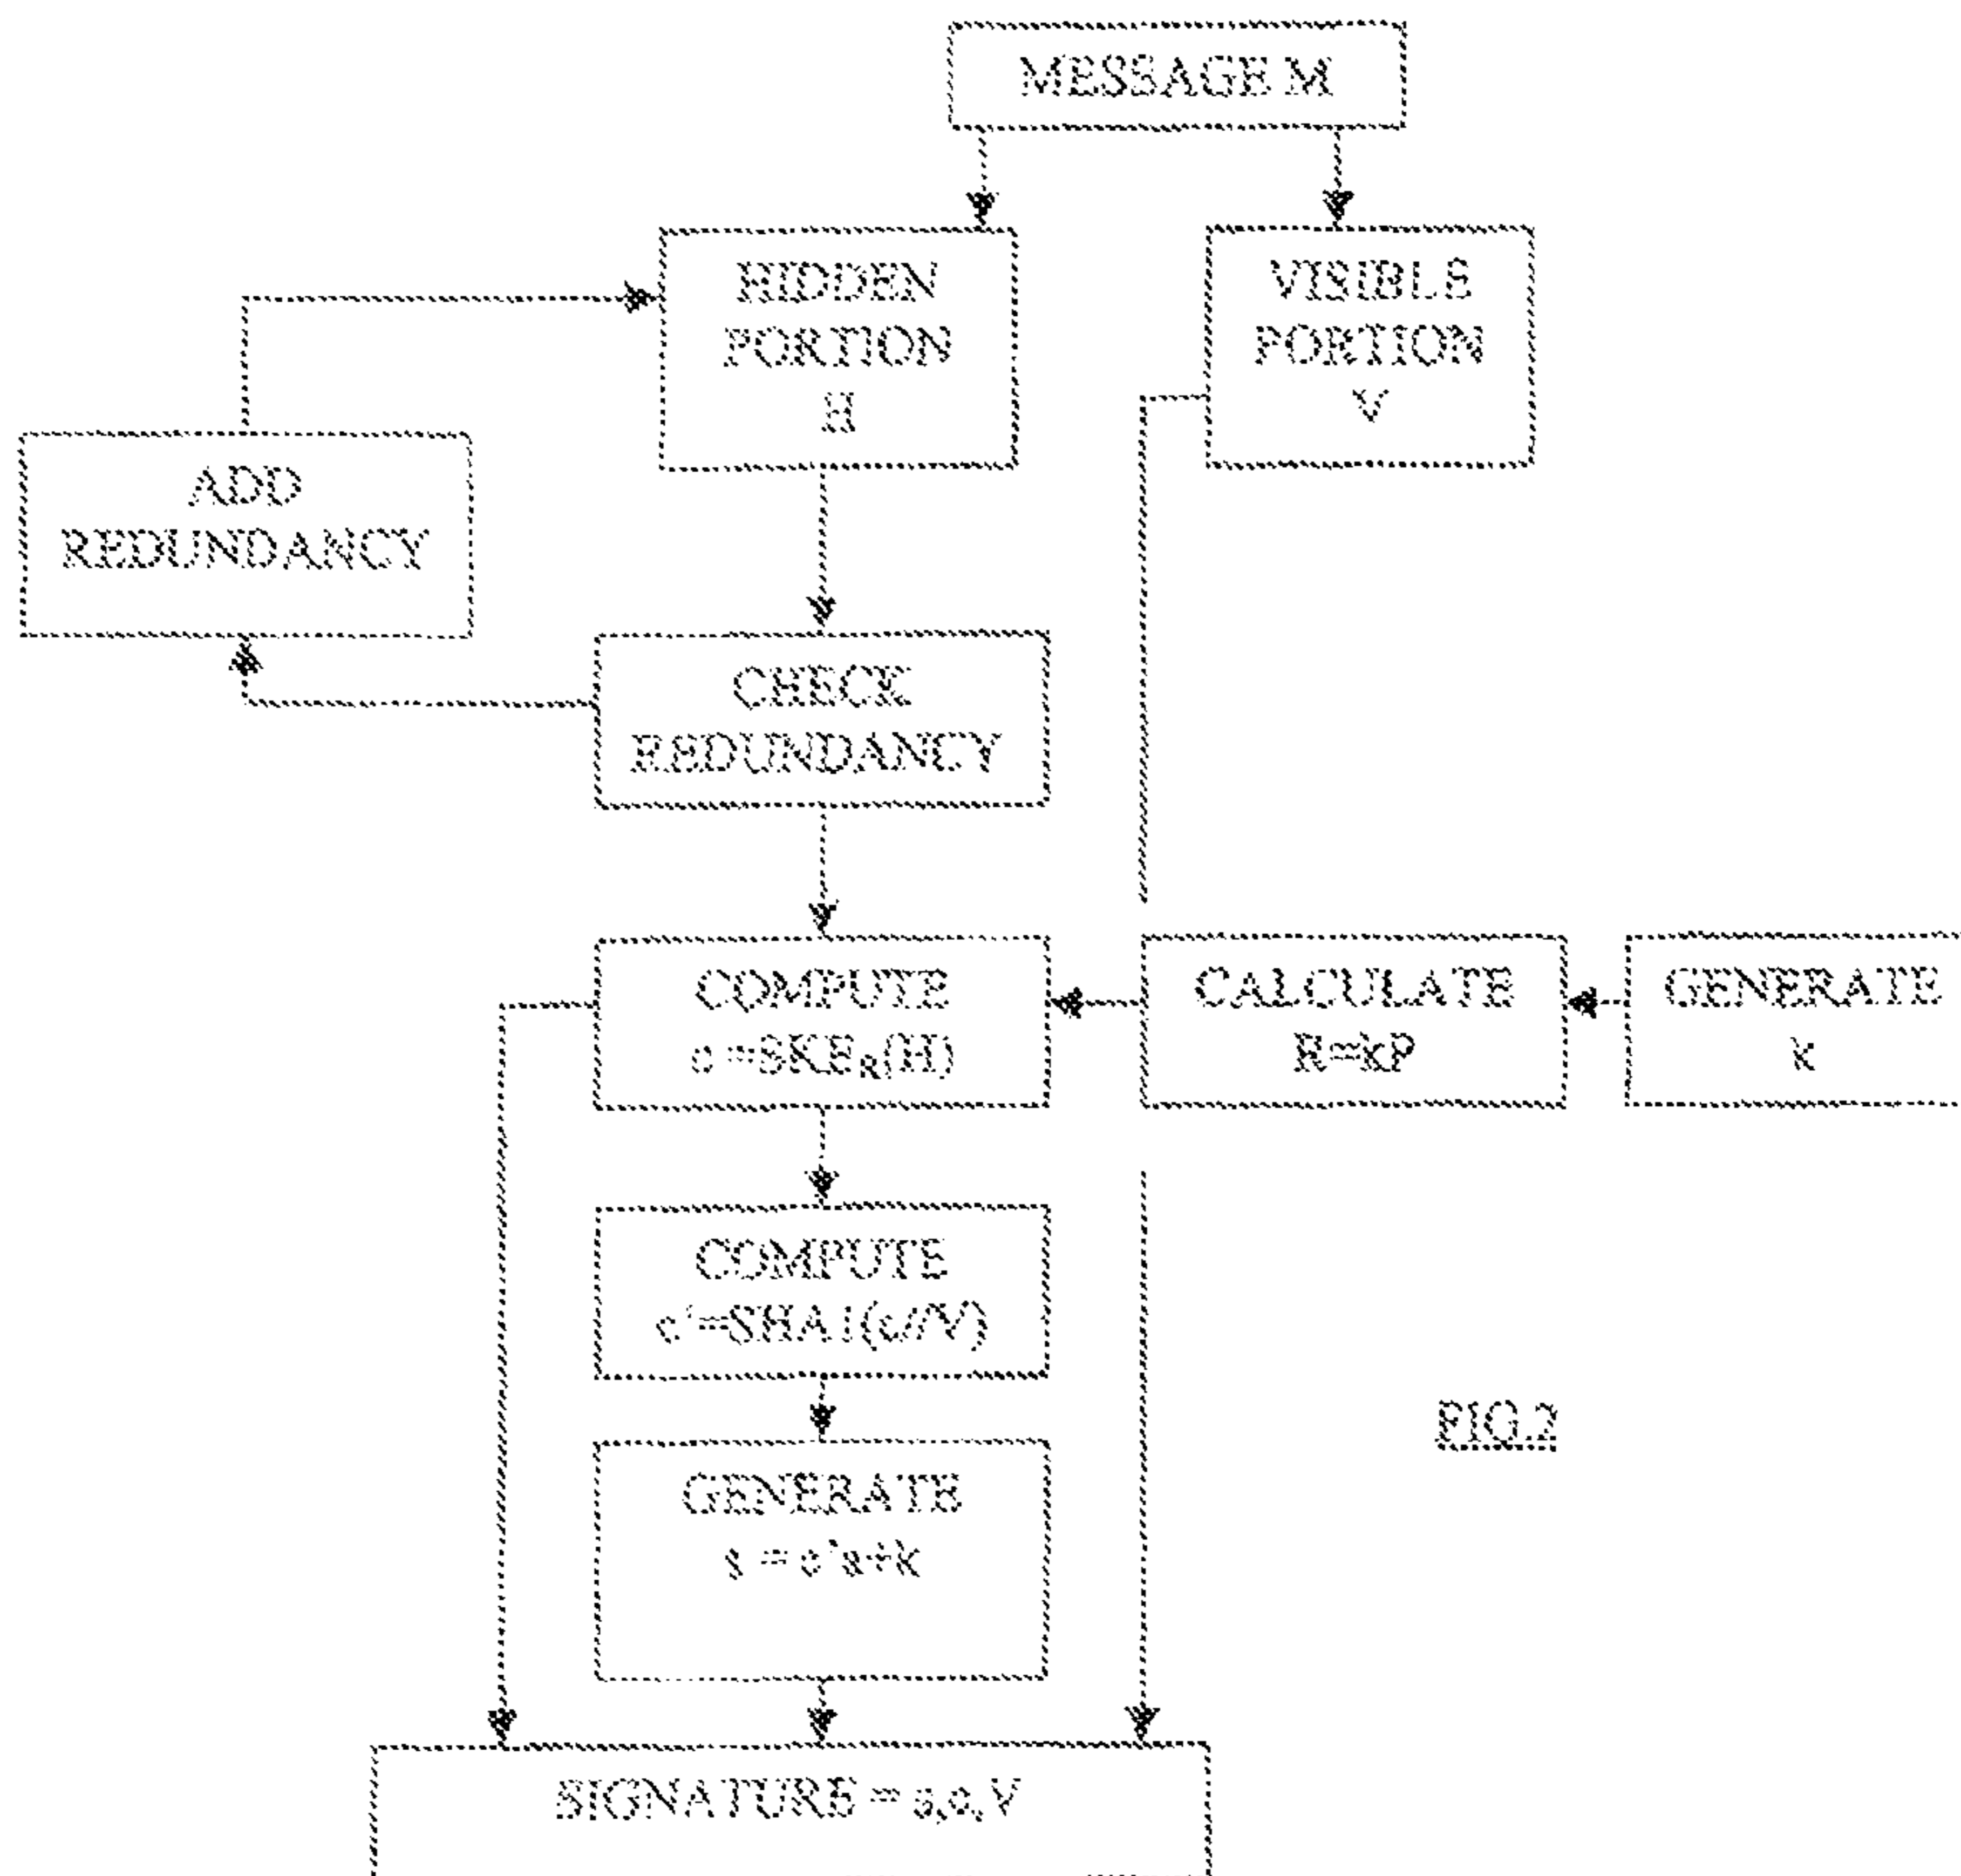 MESSAGE M
HIDDEN
PORTION
H
VISIBLE
PORTION
V
ADD
REDUNDANCY
CHECK
REDUNDANCY
COMPUTE
c =SKE_R(H)
CALCULATE
R=kP
GENERATE
k
COMPUTE
c'=SHA1(c//V)
GENERATE
s = c'a+k
FIG.2
SIGNATURE = s,c,V